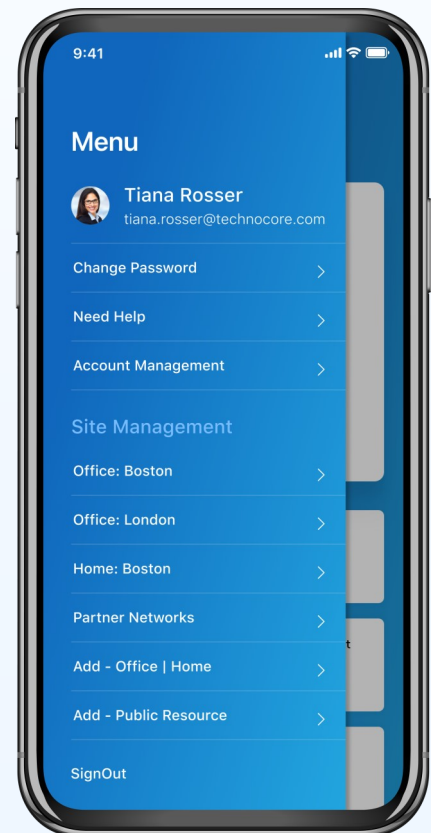 9:41
Menu
Tiana Rosser
tiana.rosser@technocore.com
Change Password
Need Help
Account Management
Site Management
Office: Boston
Office: London
Home: Boston
Partner Networks
t
Add - Office | Home
Add - Public Resource
SignOut